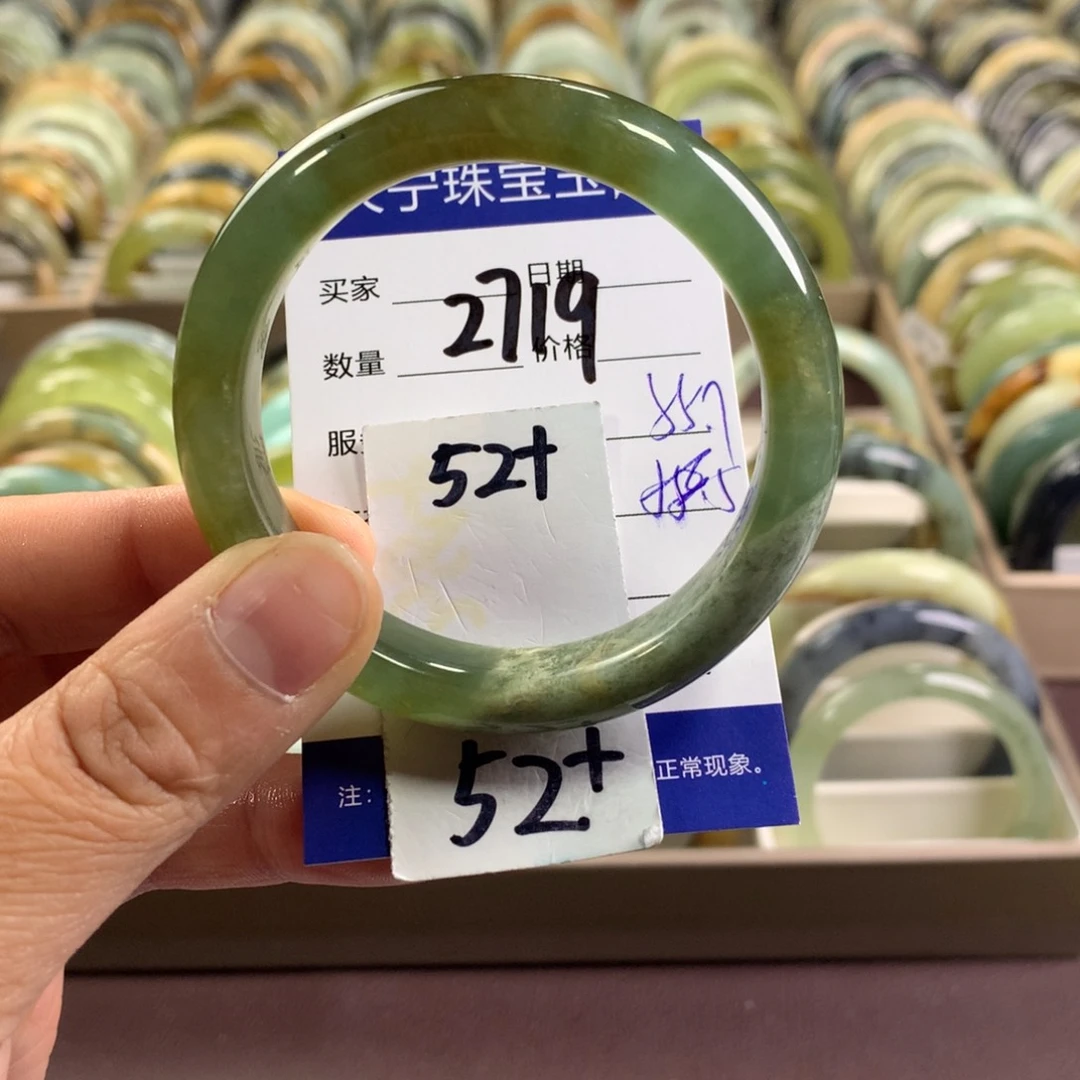 宁珠宝玉
买家 日期
2719
数量 价格
服
557
52+
52+
注: 正常现象。